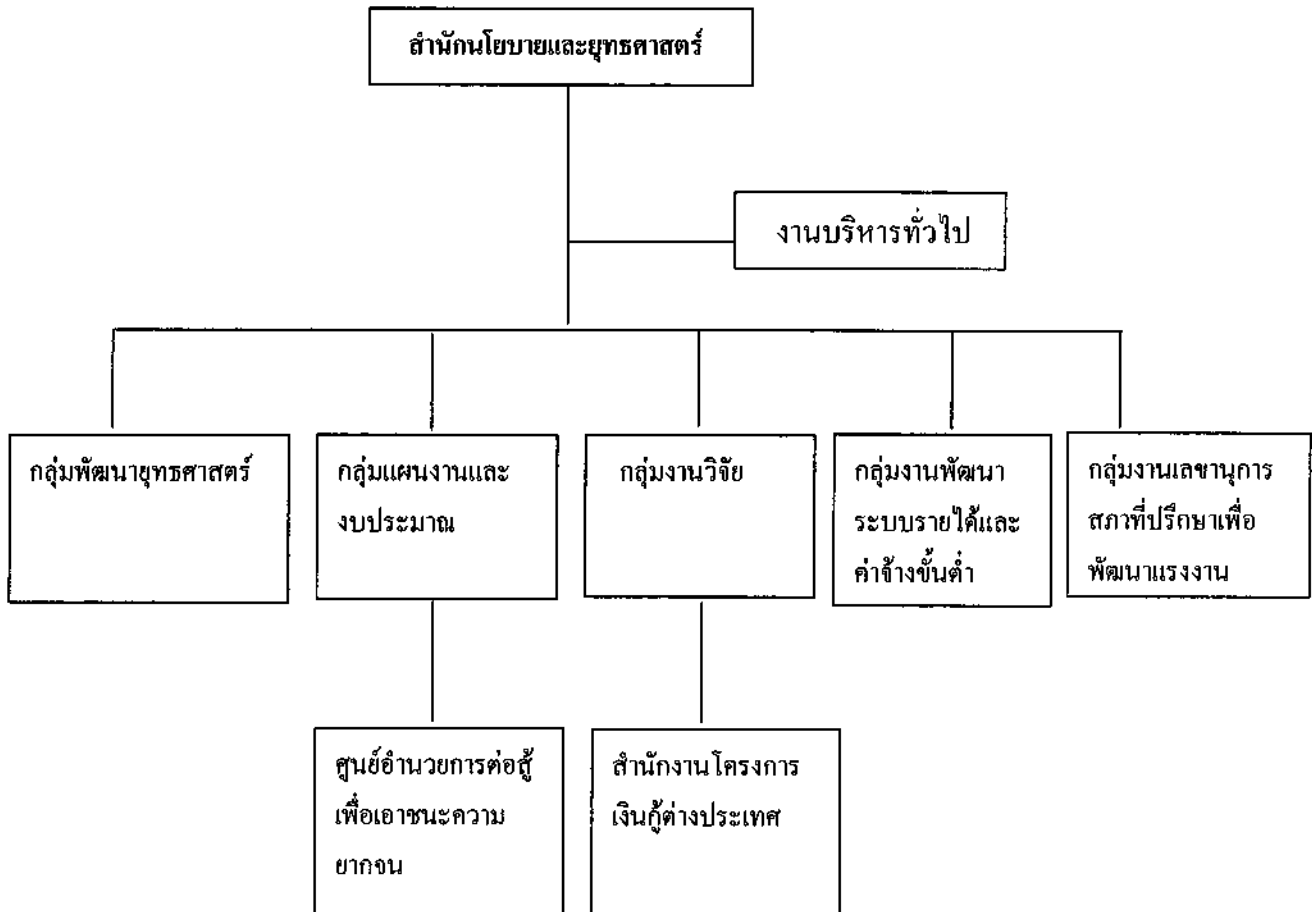 สำนักนโยบายและยุทธศาสตร์
งานบริหารทั่วไป
กลุ่มพัฒนายุทธศาสตร์
กลุ่มแผนงานและ
งบประมาณ
กลุ่มงานวิจัย
กลุ่มงานพัฒนา
ระบบรายได้และ
ค่าจ้างขั้นต่ำ
กลุ่มงานเลขานุการ
สภาที่ปรึกษาเพื่อ
พัฒนาแรงงาน
ศูนย์อำนวยการต่อสู้
เพื่อเอาชนะความ
ยากจน
สำนักงานโครงการ
เงินกู้ต่างประเทศ